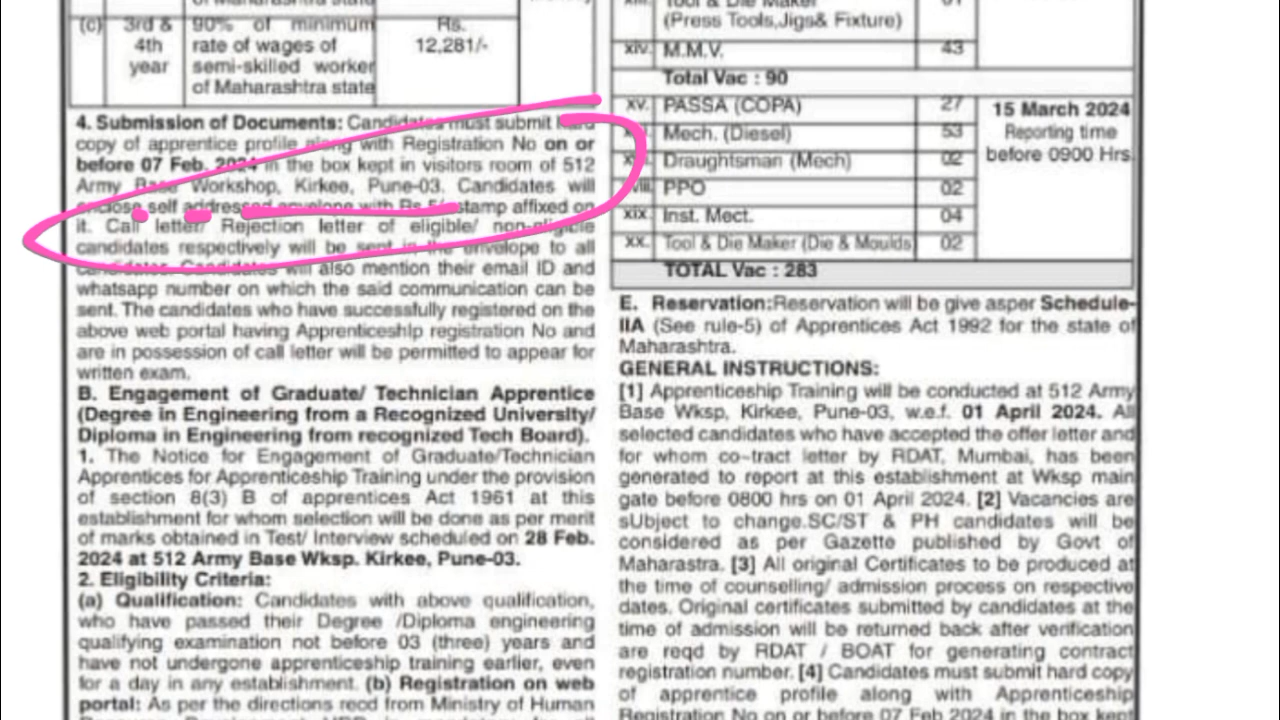 of Maharashtra state
(c) 3rd & 90% of minimum Rs.
4th rate of wages of 12,281/-
year semi-skilled worker
of Maharashtra state
4. Submission of Documents: Candidates must submit hard
copy of apprentice profile along with Registration No on or
before 07 Feb. 2024 in the box kept in visitors room of 512
Army Base Workshop, Kirkee, Pune-03. Candidates will
enclose self addressed envelope with Rs 5/- stamp affixed on
it. Call letter/ Rejection letter of eligible/ non-eligible
candidates respectively will be sent in the envelope to all
candidates. Candidates will also mention their email ID and
whatsapp number on which the said communication can be
sent. The candidates who have successfully registered on the
above web portal having Apprenticeship registration No and
are in possession of call letter will be permitted to appear for
written exam.
B. Engagement of Graduate/ Technician Apprentice
(Degree in Engineering from a Recognized University/
Diploma in Engineering from recognized Tech Board).
1. The Notice for Engagement of Graduate/Technician
Apprentices for Apprenticeship Training under the provision
of section 8(3) B of apprentices Act 1961 at this
establishment for whom selection will be done as per merit
of marks obtained in Test/ Interview scheduled on 28 Feb.
2024 at 512 Army Base Wksp. Kirkee, Pune-03.
2. Eligibility Criteria:
(a) Qualification: Candidates with above qualification,
who have passed their Degree /Diploma engineering
qualifying examination not before 03 (three) years and
have not undergone apprenticeship training earlier, even
for a day in any establishment. (b) Registration on web
portal: As per the directions recd from Ministry of Human
xiii. Tool & Die Maker 01
(Press Tools,Jigs& Fixture)
xiv. M.M.V. 43
Total Vac : 90
xv. PASSA (COPA) 27 15 March 2024
Mech. (Diesel) 53 Reporting time
Draughtsman (Mech) 02 before 0900 Hrs.
PPO 02
xix. Inst. Mect. 04
xx. Tool & Die Maker (Die & Moulds) 02
TOTAL Vac : 283
E. Reservation:Reservation will be give asper Schedule-
IIA (See rule-5) of Apprentices Act 1992 for the state of
Maharashtra.
GENERAL INSTRUCTIONS:
[1] Apprenticeship Training will be conducted at 512 Army
Base Wksp, Kirkee, Pune-03, w.e.f. 01 April 2024. All
selected candidates who have accepted the offer letter and
for whom co-tract letter by RDAT, Mumbai, has been
generated to report at this establishment at Wksp main
gate before 0800 hrs on 01 April 2024. [2] Vacancies are
sUbject to change.SC/ST & PH candidates will be
considered as per Gazette published by Govt of
Maharastra. [3] All original Certificates to be produced at
the time of counselling/ admission process on respective
dates. Original certificates submitted by candidates at the
time of admission will be returned back after verification
are reqd by RDAT / BOAT for generating contract
registration number. [4] Candidates must submit hard copy
of apprentice profile along with Apprenticeship
Registration No on or before 07 Feb 2024 in the box kept